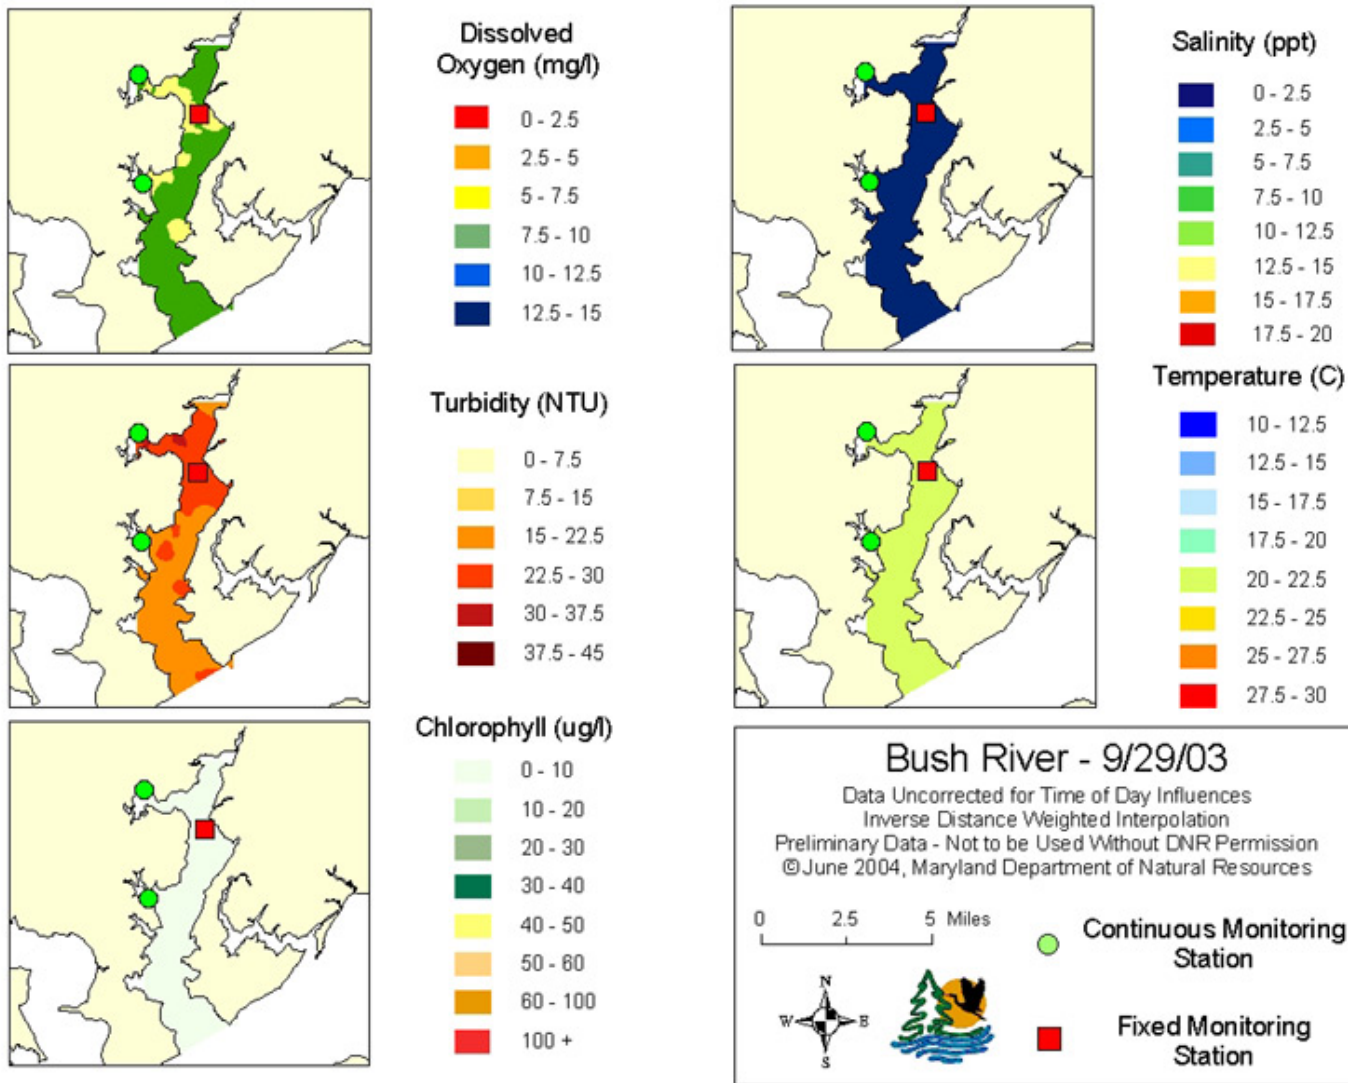 Dissolved
Oxygen (mg/l)
0 - 2.5
2.5 - 5
5 - 7.5
7.5 - 10
10 - 12.5
12.5 - 15
Salinity (ppt)
0 - 2.5
2.5 - 5
5 - 7.5
7.5 - 10
10 - 12.5
12.5 - 15
15 - 17.5
17.5 - 20
Turbidity (NTU)
0 - 7.5
7.5 - 15
15 - 22.5
22.5 - 30
30 - 37.5
37.5 - 45
Temperature (C)
10 - 12.5
12.5 - 15
15 - 17.5
17.5 - 20
20 - 22.5
22.5 - 25
25 - 27.5
27.5 - 30
Chlorophyll (ug/l)
0 - 10
10 - 20
20 - 30
30 - 40
40 - 50
50 - 60
60 - 100
100 +
Bush River - 9/29/03
Data Uncorrected for Time of Day Influences
Inverse Distance Weighted Interpolation
Preliminary Data - Not to be Used Without DNR Permission
© June 2004, Maryland Department of Natural Resources
0 2.5 5 Miles
Continuous Monitoring
Station
N
W E
S
Fixed Monitoring
Station